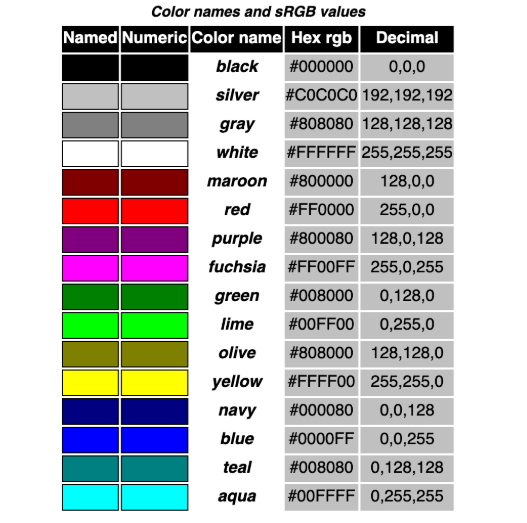 Color names and sRGB values
Named Numeric Color name Hex rgb Decimal
black #000000 0,0,0
silver #C0C0C0 192,192,192
gray #808080 128,128,128
white #FFFFFF 255,255,255
maroon #800000 128,0,0
red #FF0000 255,0,0
purple #800080 128,0,128
fuchsia #FF00FF 255,0,255
green #008000 0,128,0
lime #00FF00 0,255,0
olive #808000 128,128,0
yellow #FFFF00 255,255,0
navy #000080 0,0,128
blue #0000FF 0,0,255
teal #008080 0,128,128
aqua #00FFFF 0,255,255